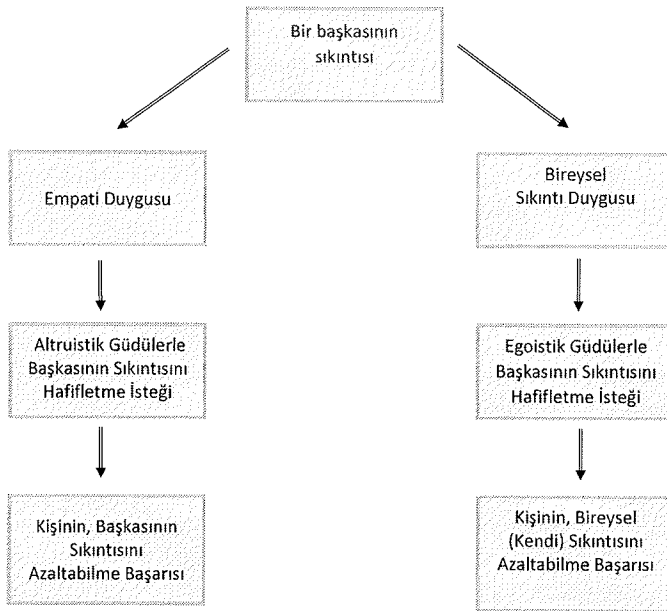 Bir başkasının
sıkıntısı
Empati Duygusu
Bireysel
Sıkıntı Duygusu
Altruistik Güdülerle
Başkasının Sıkıntısını
Hafifletme İsteği
Egoistik Güdülerle
Başkasının Sıkıntısını
Hafifletme İsteği
Kişinin, Başkasının
Sıkıntısını
Azaltabilme Başarısı
Kişinin, Bireysel
(Kendi) Sıkıntısını
Azaltabilme Başarısı